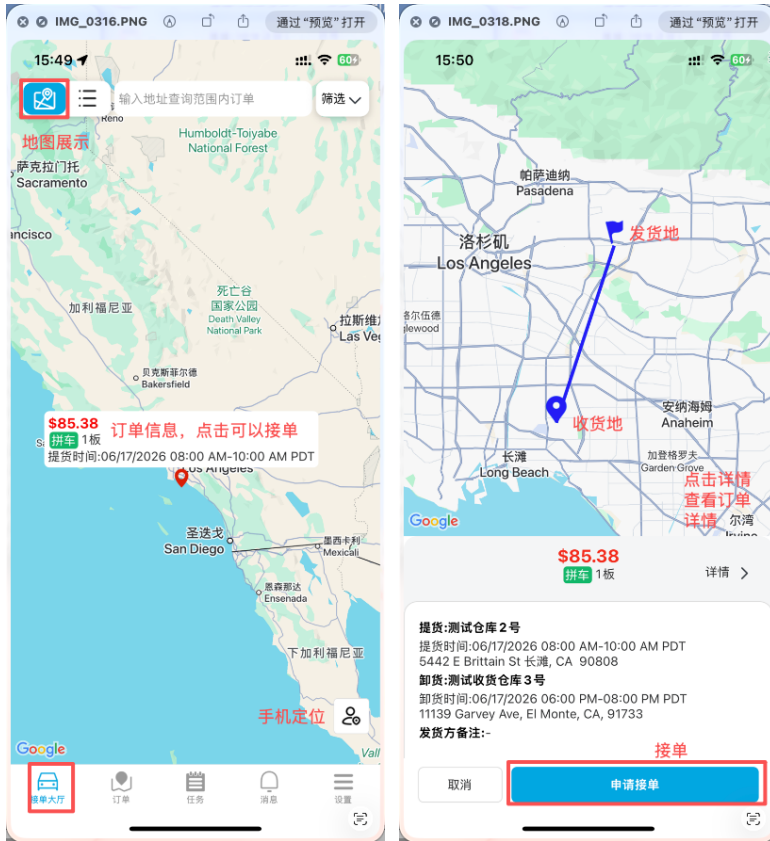 IMG_0316.PNG
通过“预览”打开
15:49
60
输入地址查询范围内订单
筛选
Reno
地图展示
Humboldt-Toiyabe
National Forest
萨克拉门托
Sacramento
ncisco
死亡谷
国家公园
Death Valley
National Park
加利福尼亚
拉斯维
Las Ve
贝克斯菲尔德
Bakersfield
$85.38
订单信息，点击可以接单
拼车 1板
提货时间:06/17/2026 08:00 AM-10:00 AM PDT
Los Angeles
圣迭戈
San Diego
墨西卡利
Mexicali
恩森那达
Ensenada
下加利福尼亚
手机定位
Google
Vall
接单大厅
订单
任务
消息
设置
IMG_0318.PNG
通过“预览”打开
15:50
60
帕萨迪纳
Pasadena
发货地
洛杉矶
Los Angeles
格尔伍德
lewood
收货地
安纳海姆
Anaheim
长滩
Long Beach
加登格罗夫
Garden Grove
点击详情
查看订单
详情
尔湾
Irvine
Google
$85.38
拼车 1板
详情
提货:测试仓库2号
提货时间:06/17/2026 08:00 AM-10:00 AM PDT
5442 E Brittain St 长滩, CA 90808
卸货:测试收货仓库3号
卸货时间:06/17/2026 06:00 PM-08:00 PM PDT
11139 Garvey Ave, El Monte, CA, 91733
发货方备注:-
接单
取消
申请接单